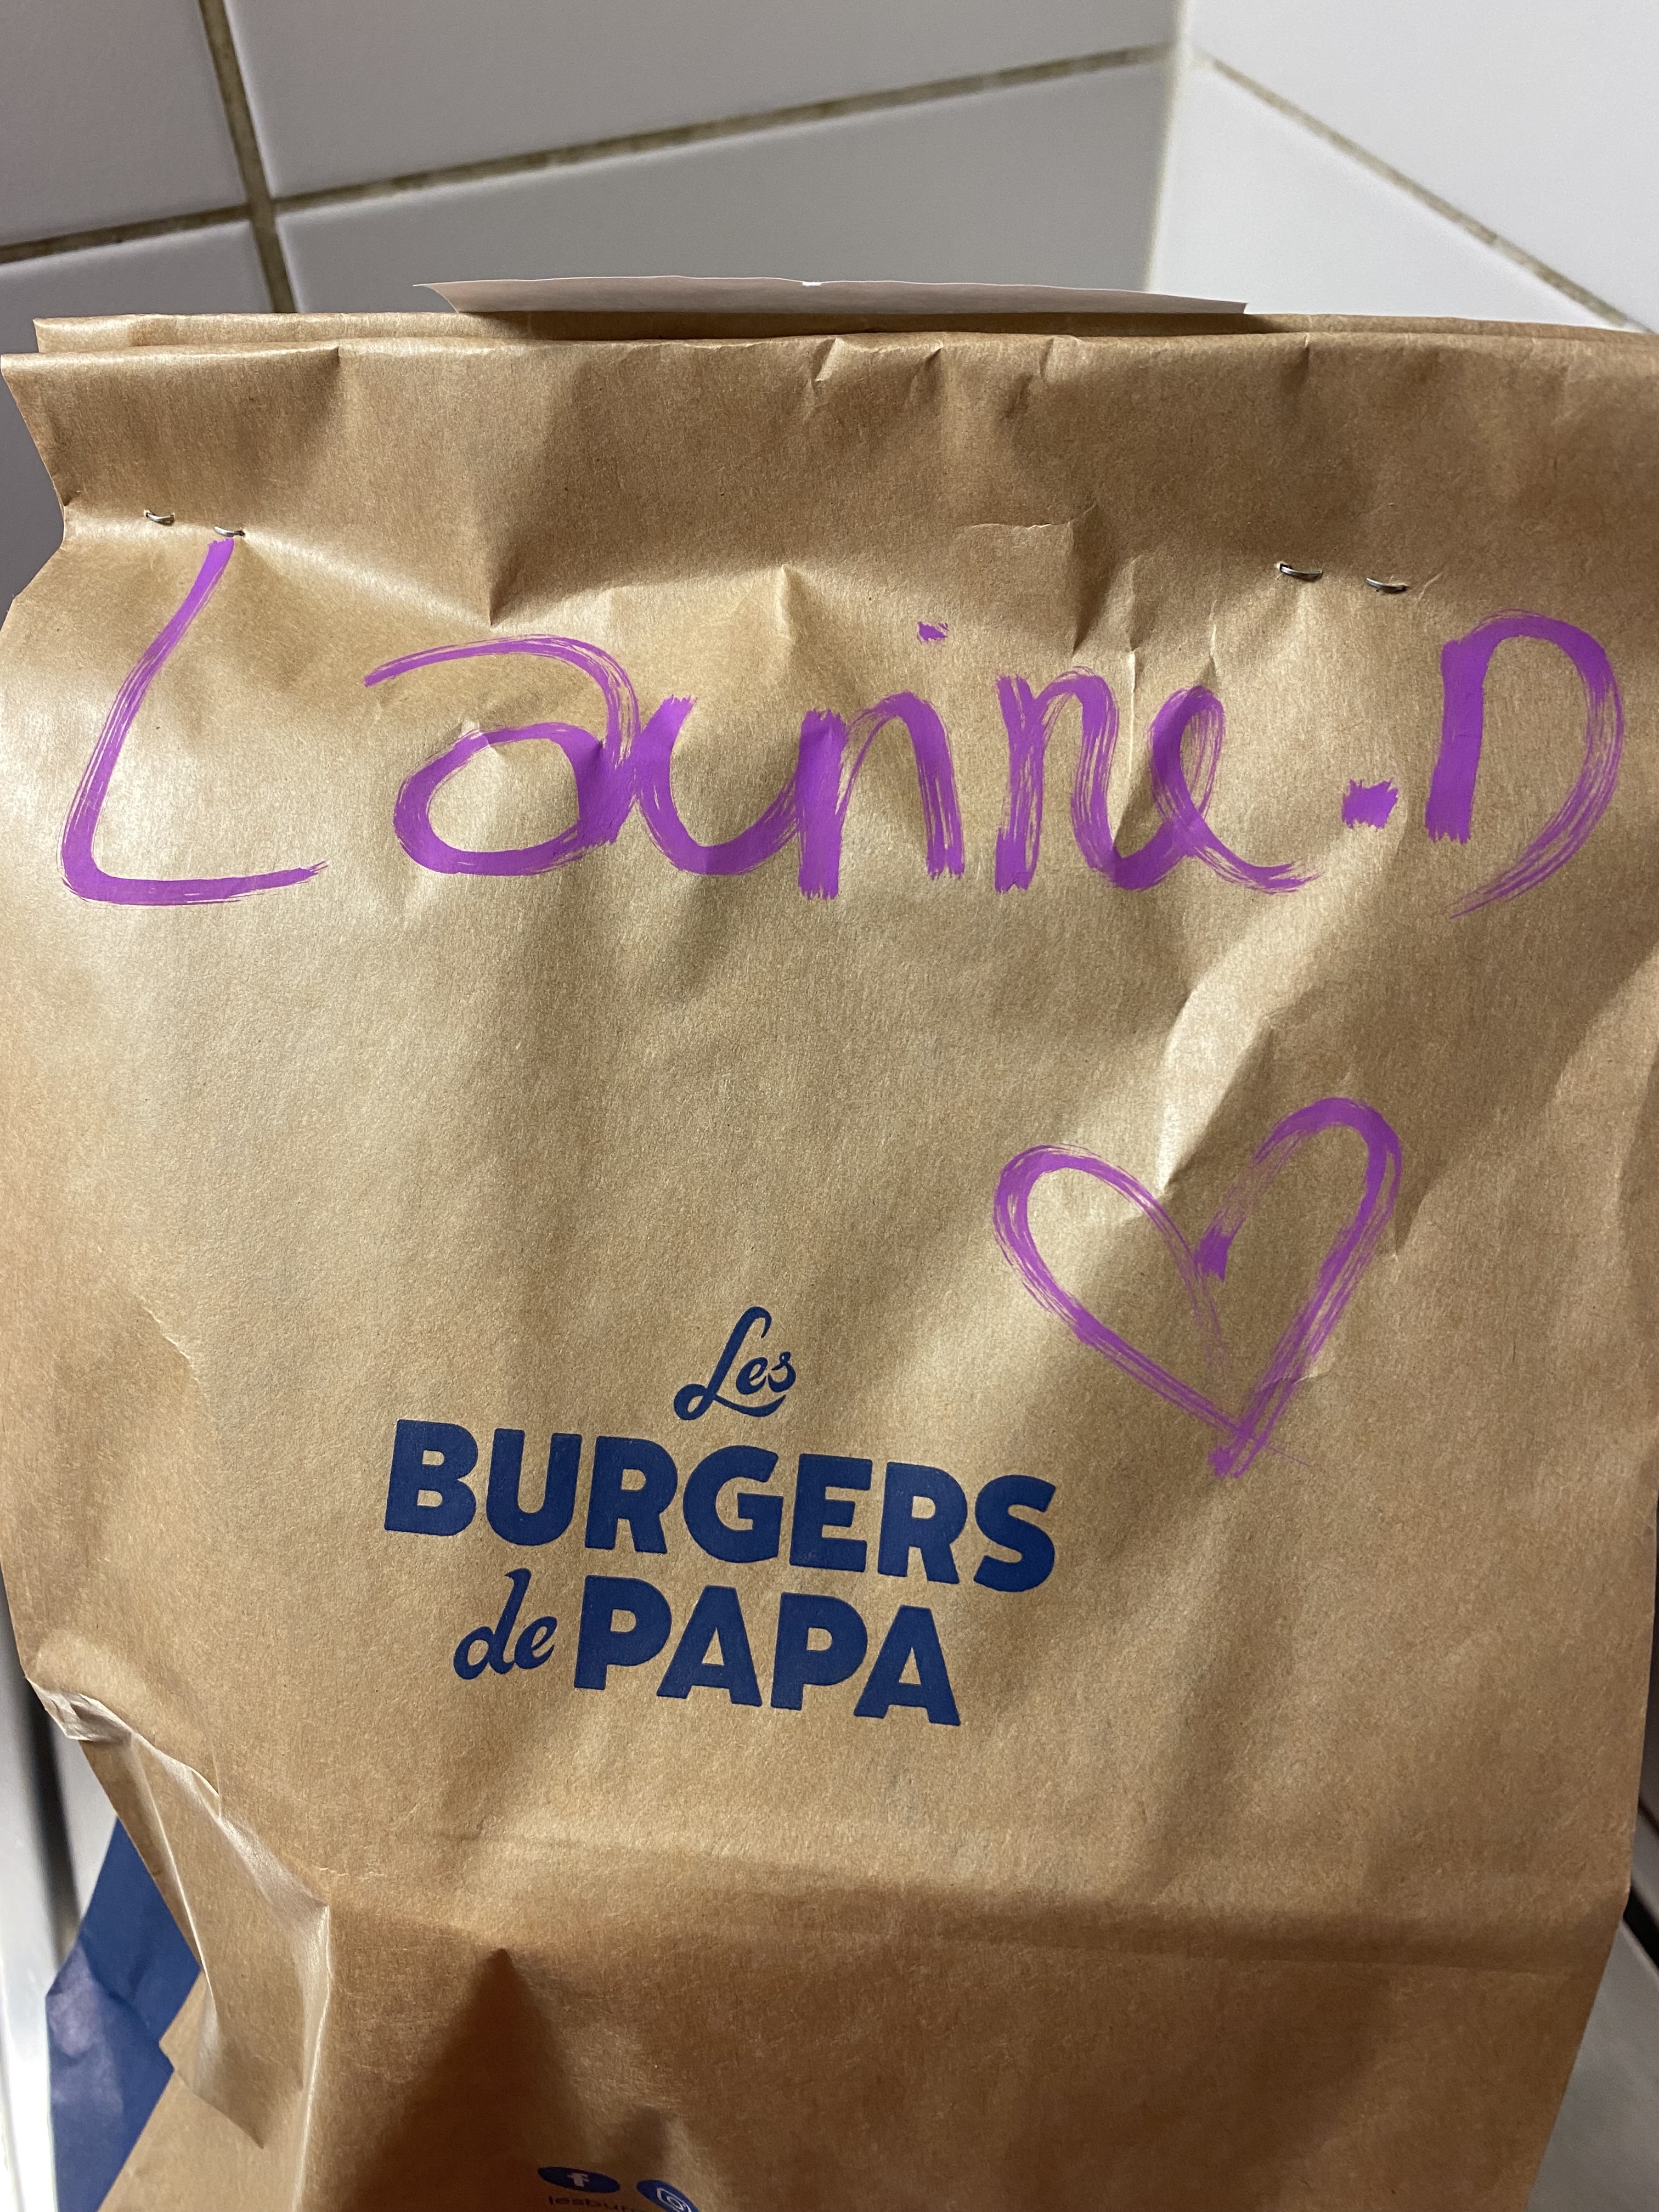 Laurine.D
Les
BURGERS
de PAPA